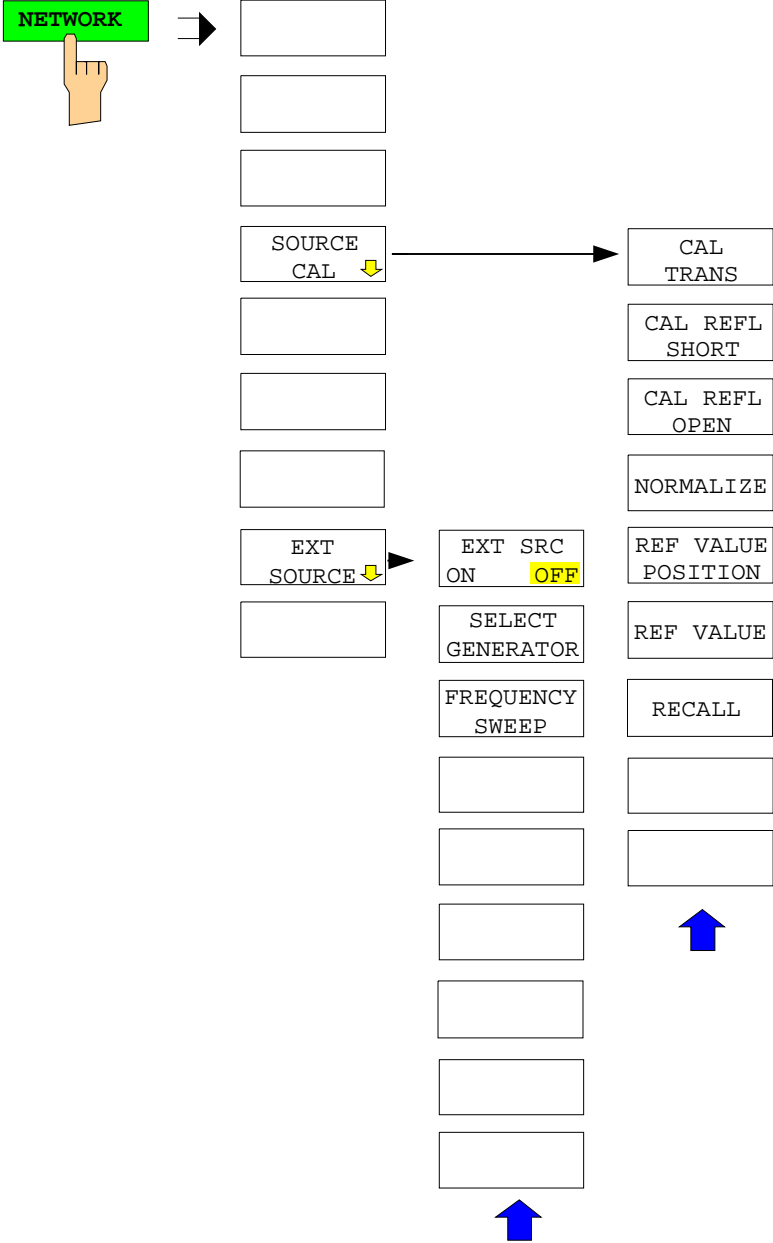 NETWORK
SOURCE
CAL
EXT
SOURCE
EXT SRC
ON OFF
SELECT
GENERATOR
FREQUENCY
SWEEP
CAL
TRANS
CAL REFL
SHORT
CAL REFL
OPEN
NORMALIZE
REF VALUE
POSITION
REF VALUE
RECALL